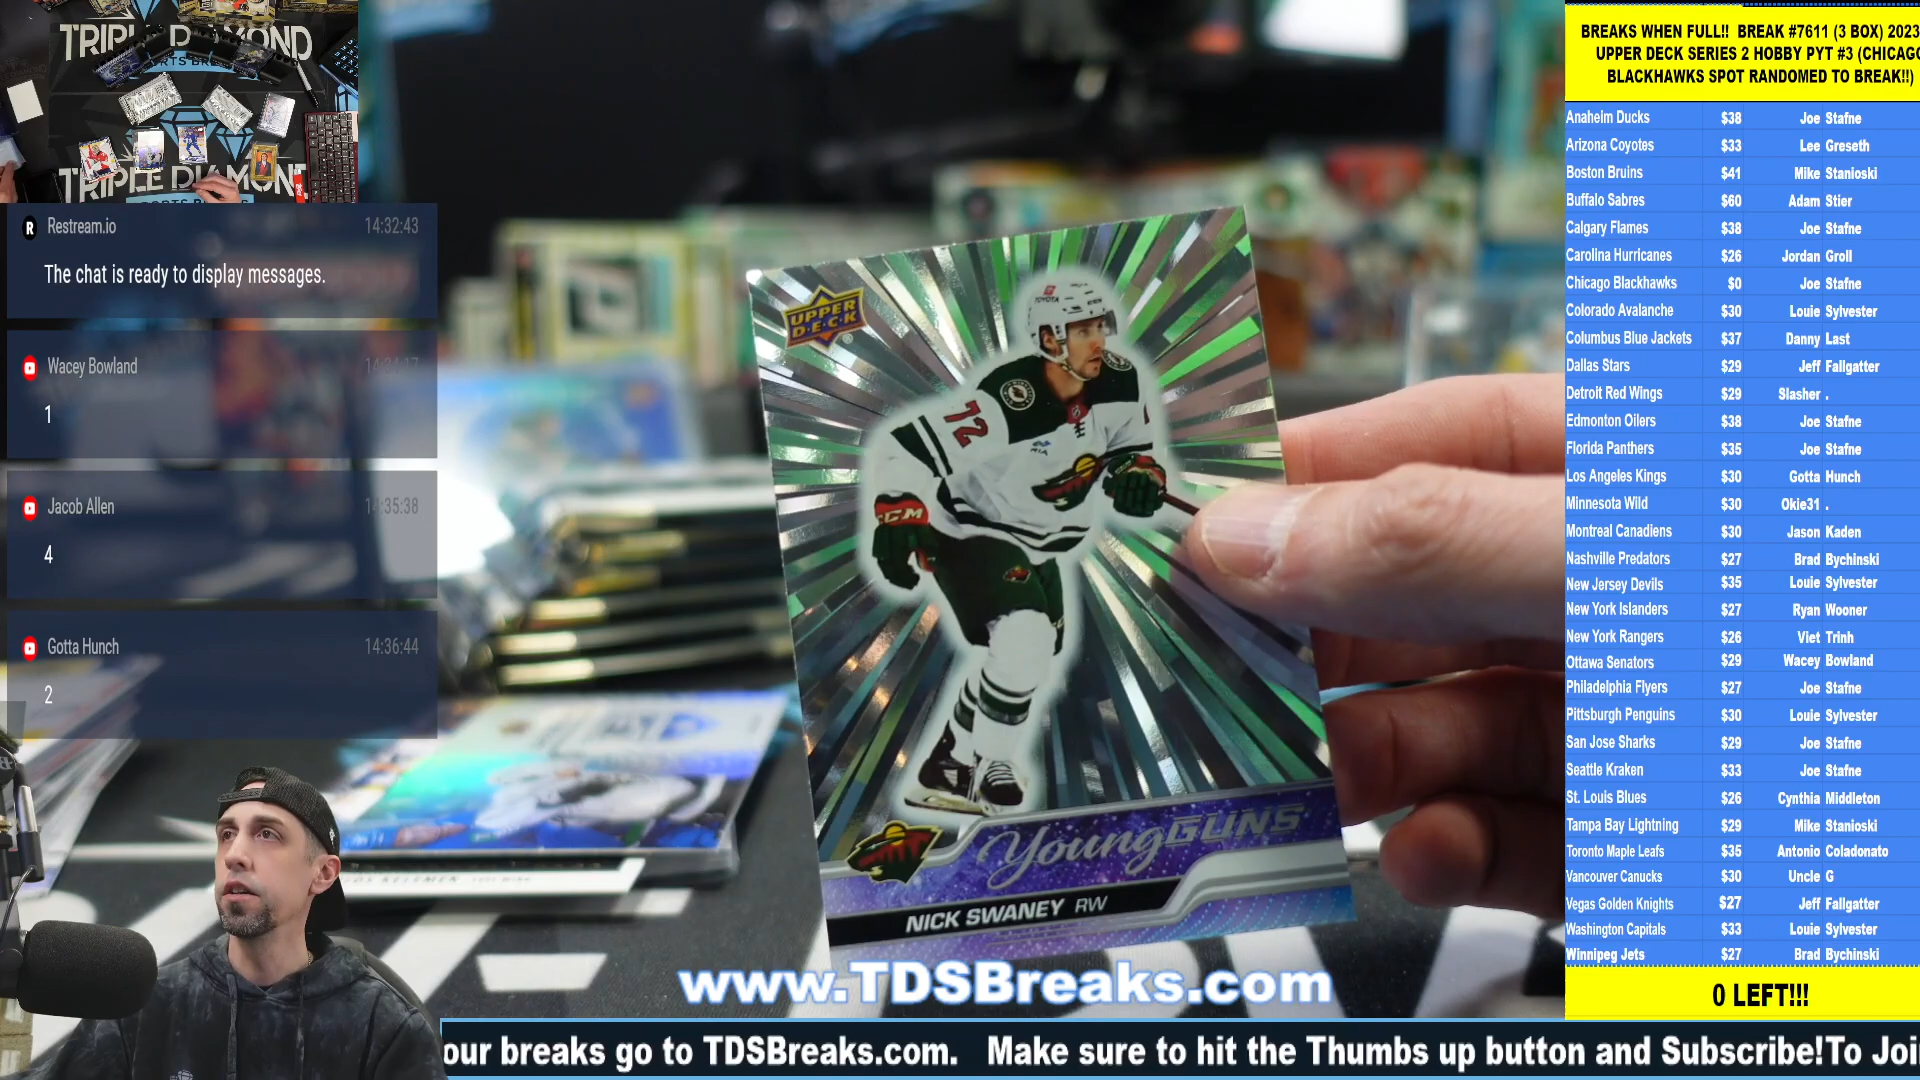 TRIPLE DIAMOND
TRIPLE DIAMOND
Restream.io 14:32:43
The chat is ready to display messages.
Wacey Bowland 14:34:17
1
Jacob Allen 14:35:38
4
Gotta Hunch 14:36:44
2
UPPER
DECK
TOYOTA
72
CCM
Young GUNS
NICK SWANEY RW
www.TDSBreaks.com
our breaks go to TDSBreaks.com. Make sure to hit the Thumbs up button and Subscribe!To Joi
BREAKS WHEN FULL!! BREAK #7611 (3 BOX) 2023
UPPER DECK SERIES 2 HOBBY PYT #3 (CHICAGO
BLACKHAWKS SPOT RANDOMED TO BREAK!!)
Anaheim Ducks $38 Joe Stafne
Arizona Coyotes $33 Lee Greseth
Boston Bruins $41 Mike Stanioski
Buffalo Sabres $60 Adam Stier
Calgary Flames $38 Joe Stafne
Carolina Hurricanes $26 Jordan Groll
Chicago Blackhawks $0 Joe Stafne
Colorado Avalanche $30 Louie Sylvester
Columbus Blue Jackets $37 Danny Last
Dallas Stars $29 Jeff Fallgatter
Detroit Red Wings $29 Slasher .
Edmonton Oilers $38 Joe Stafne
Florida Panthers $35 Joe Stafne
Los Angeles Kings $30 Gotta Hunch
Minnesota Wild $30 Okie31 .
Montreal Canadiens $30 Jason Kaden
Nashville Predators $27 Brad Bychinski
New Jersey Devils $35 Louie Sylvester
New York Islanders $27 Ryan Wooner
New York Rangers $26 Viet Trinh
Ottawa Senators $29 Wacey Bowland
Philadelphia Flyers $27 Joe Stafne
Pittsburgh Penguins $30 Louie Sylvester
San Jose Sharks $29 Joe Stafne
Seattle Kraken $33 Joe Stafne
St. Louis Blues $26 Cynthia Middleton
Tampa Bay Lightning $29 Mike Stanioski
Toronto Maple Leafs $35 Antonio Coladonato
Vancouver Canucks $30 Uncle G
Vegas Golden Knights $27 Jeff Fallgatter
Washington Capitals $33 Louie Sylvester
Winnipeg Jets $27 Brad Bychinski
0 LEFT!!!